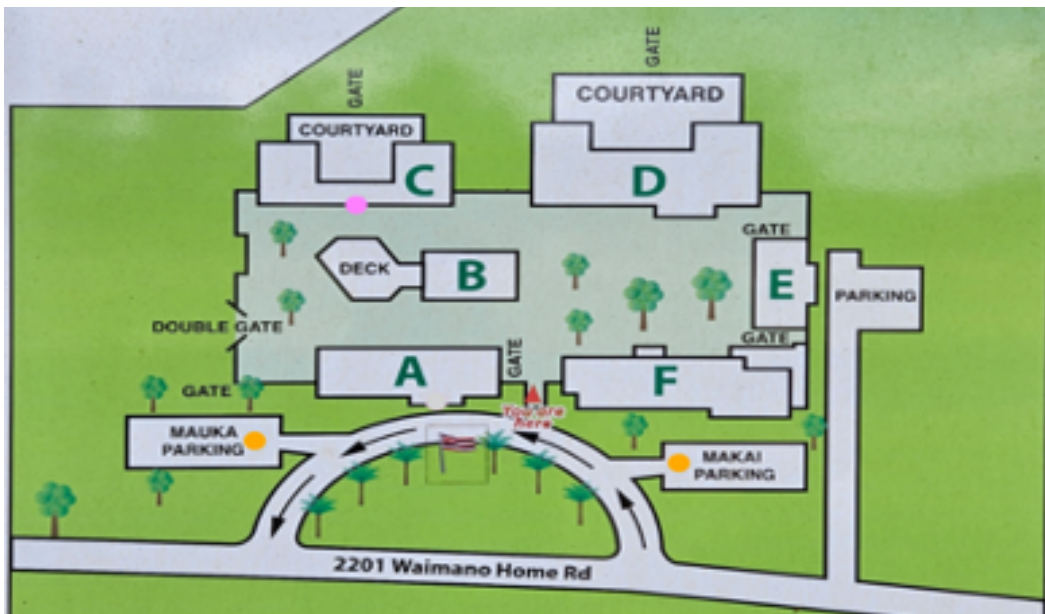 GATE
GATE
COURTYARD
COURTYARD
C
D
GATE
DECK
B
E
PARKING
DOUBLE GATE
GATE
GATE
A
F
GATE
You are
here
MAUKA
PARKING
MAKAI
PARKING
2201 Waimano Home Rd